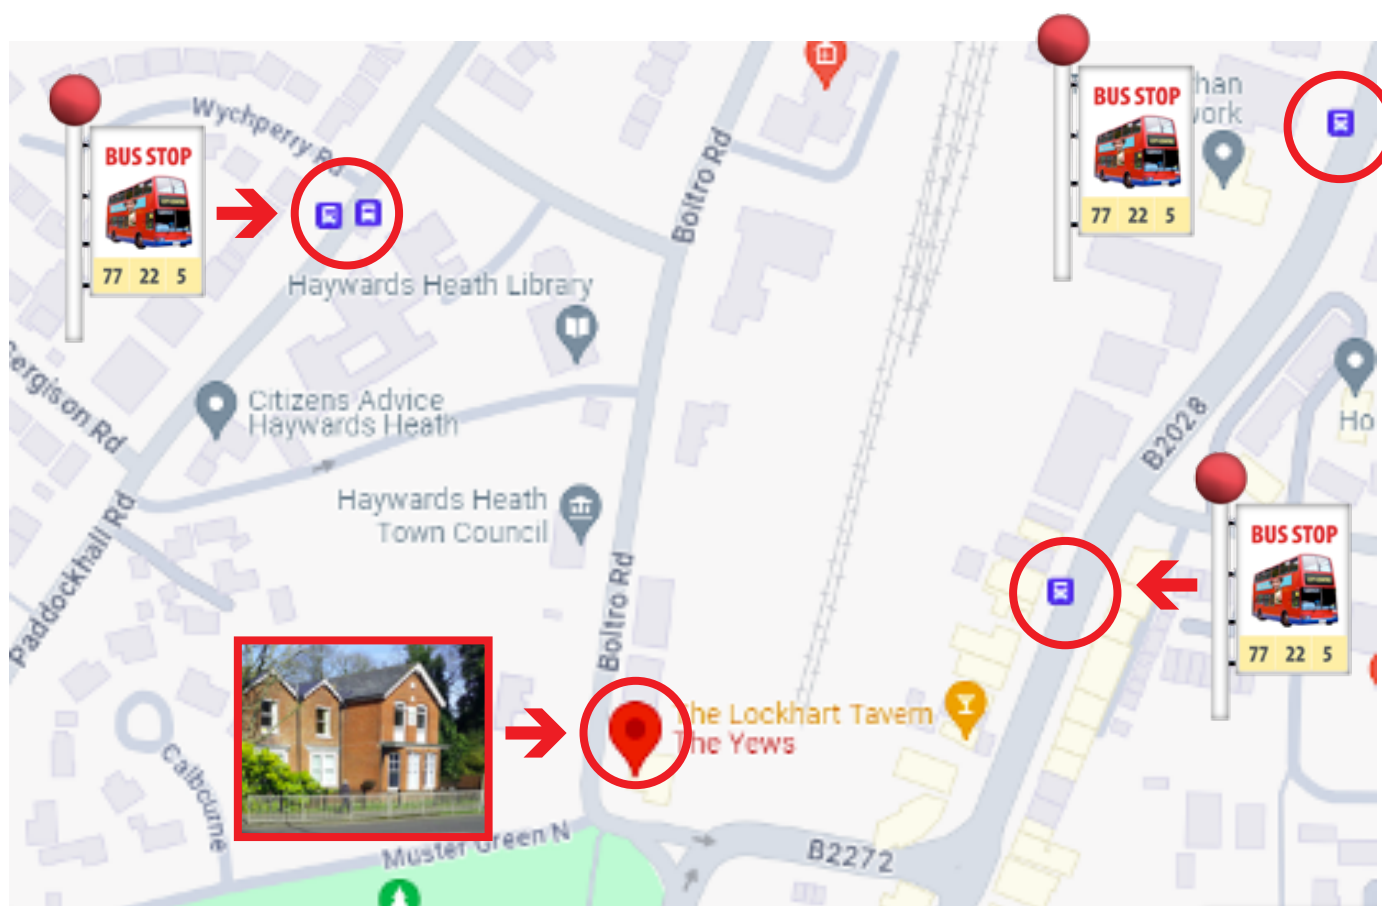 Wychperry Rd
BUS STOP
77 22 5
BUS STOP
77 22 5
Boltro Rd
Haywards Heath Library
Citizens Advice
Haywards Heath
Haywards Heath
Town Council
Paddockhall Rd
Boltro Rd
B2028
Ho
BUS STOP
77 22 5
The Lockhart Tavern
The Yews
Calbourne
Muster Green N
B2272